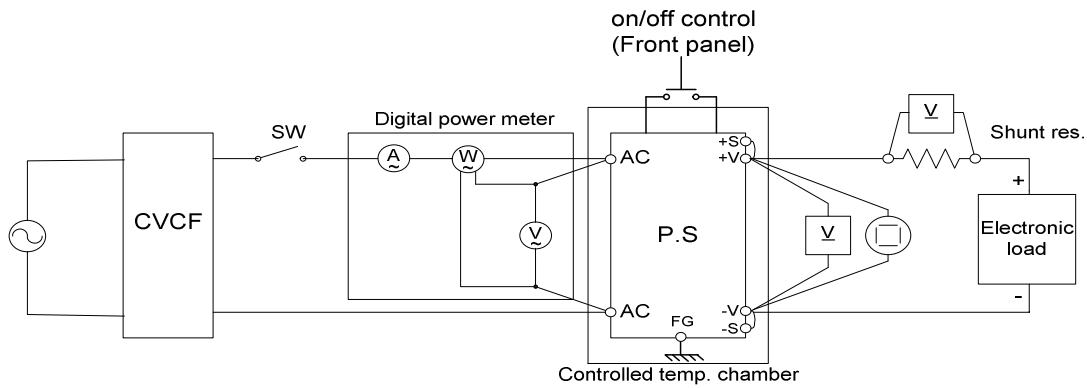 on/off control
(Front panel)
Digital power meter
SW
A
~
W
~
V
~
CVCF
AC
AC
P.S
+S
+V
-V
-S
FG
V
V
Shunt res.
+
Electronic
load
-
Controlled temp. chamber